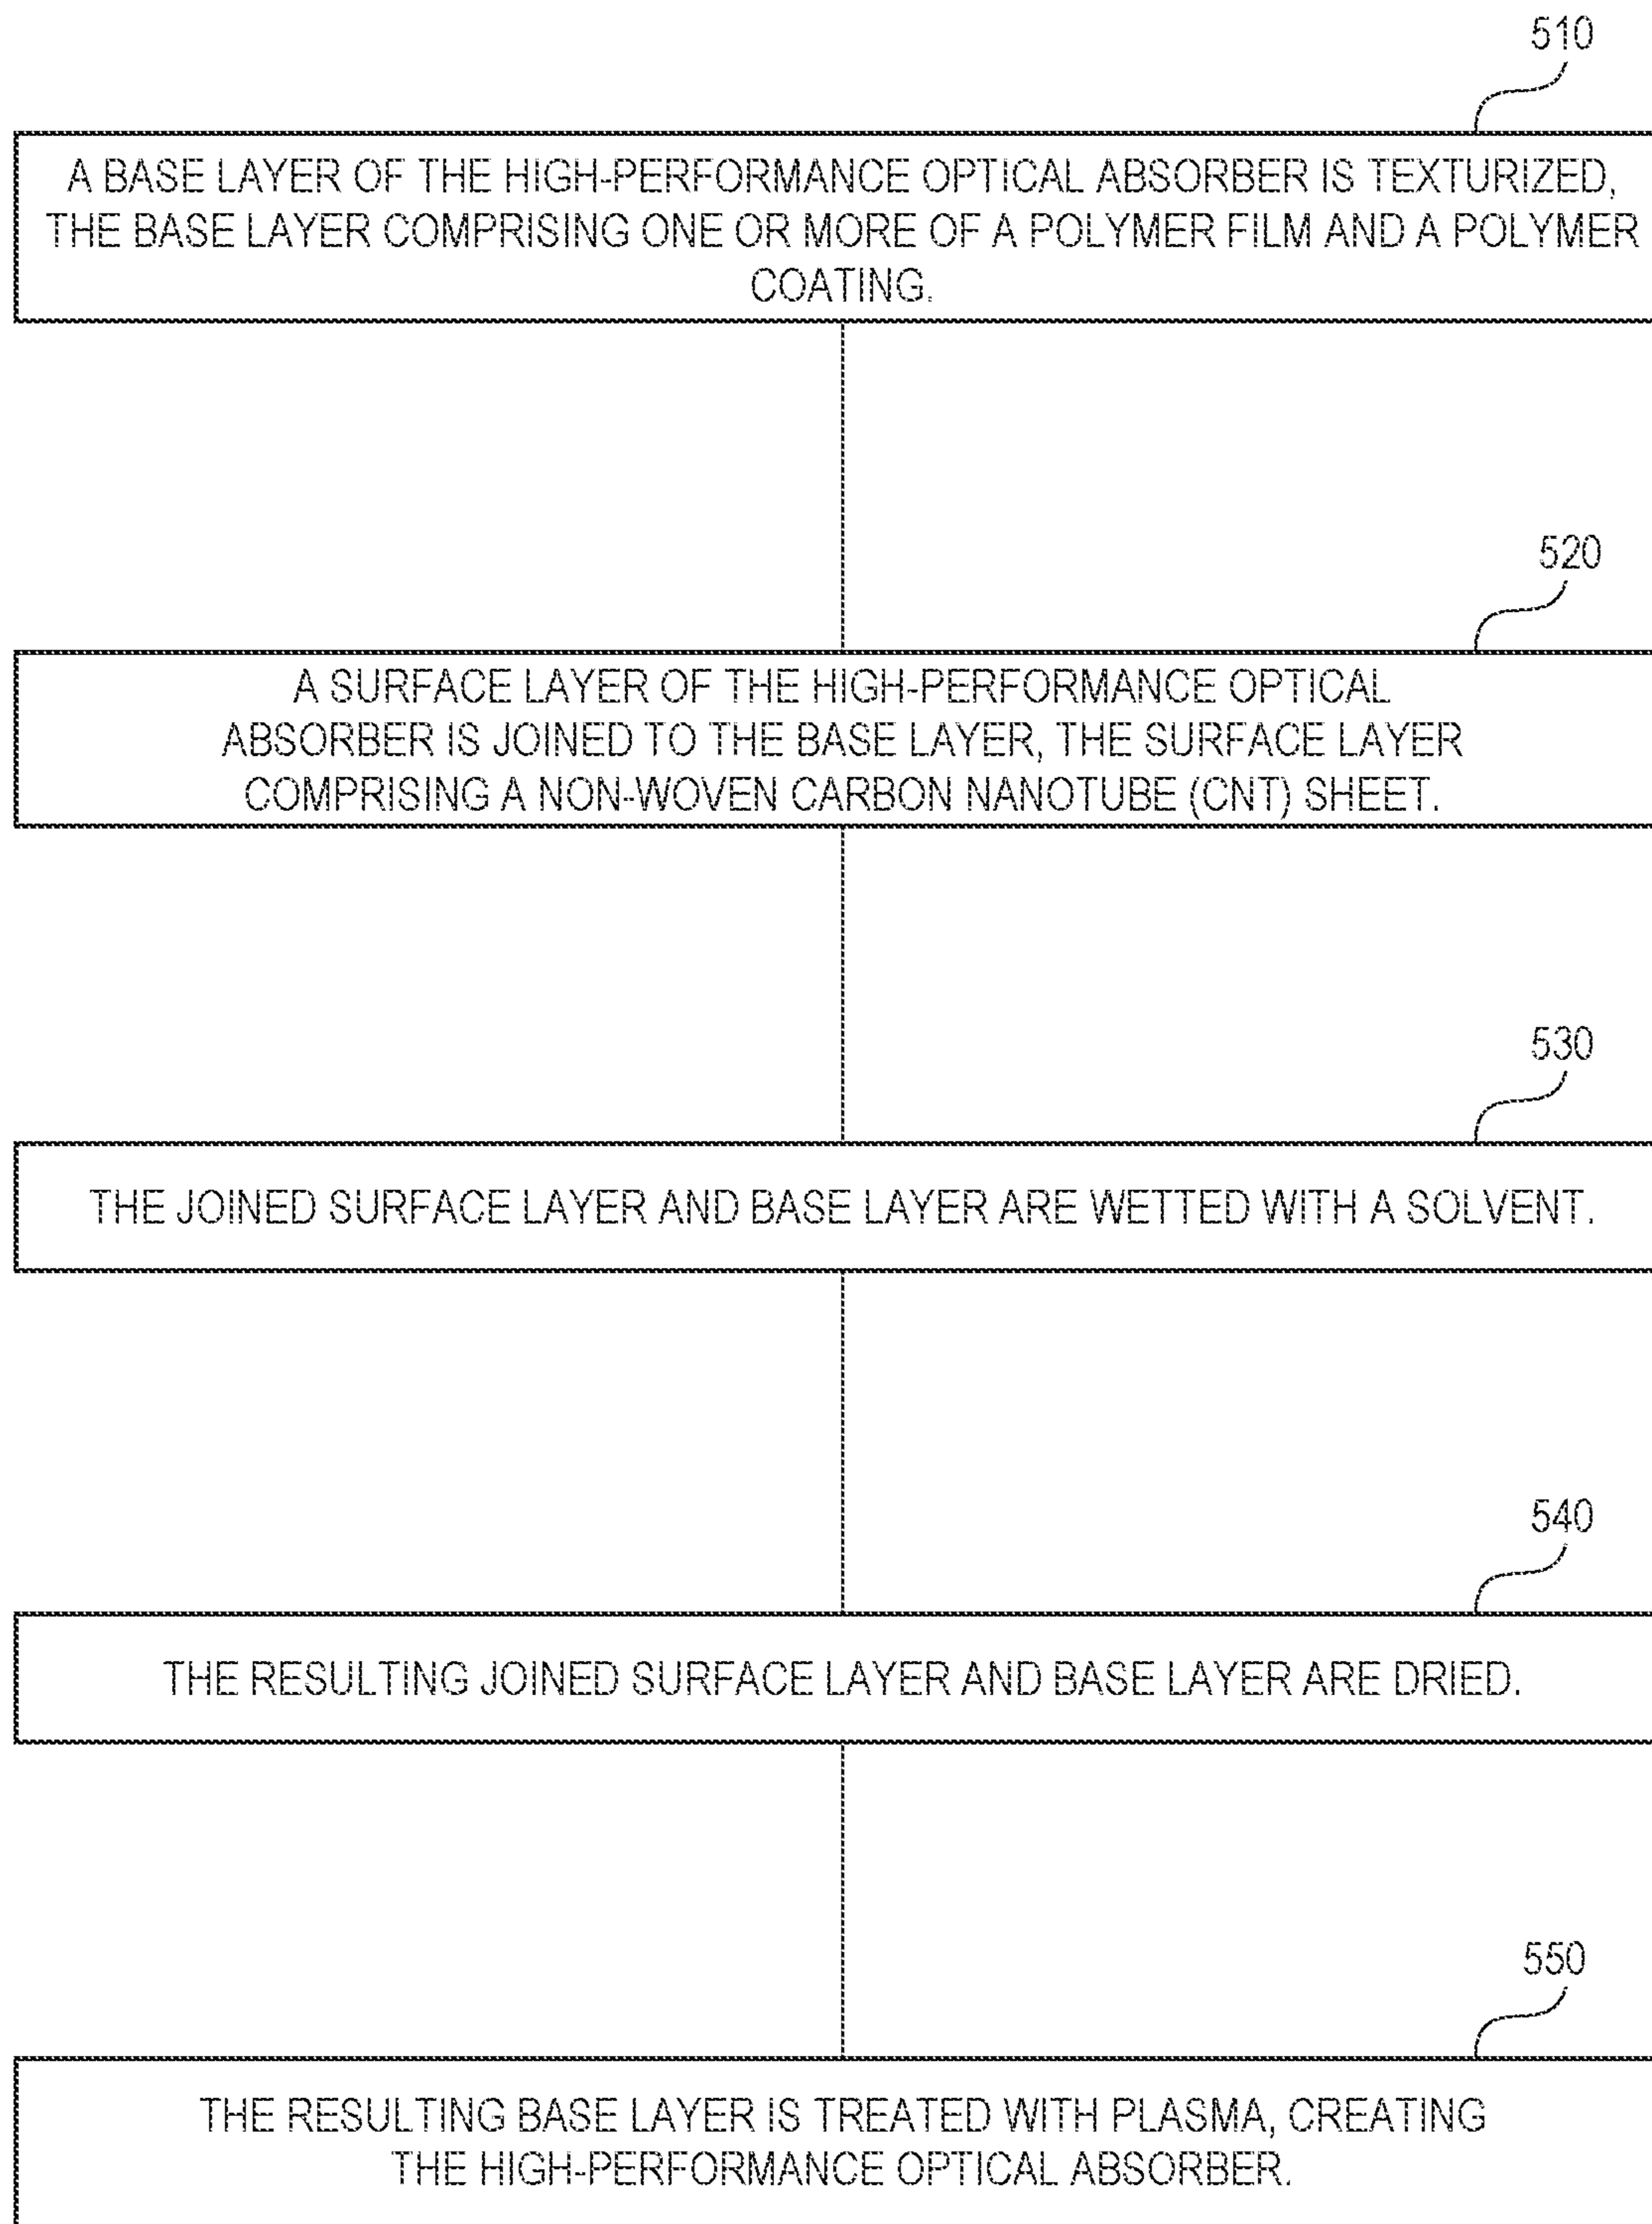 510
A BASE LAYER OF THE HIGH-PERFORMANCE OPTICAL ABSORBER IS TEXTURIZED,
THE BASE LAYER COMPRISING ONE OR MORE OF A POLYMER FILM AND A POLYMER
COATING.
520
A SURFACE LAYER OF THE HIGH-PERFORMANCE OPTICAL
ABSORBER IS JOINED TO THE BASE LAYER, THE SURFACE LAYER
COMPRISING A NON-WOVEN CARBON NANOTUBE (CNT) SHEET.
530
THE JOINED SURFACE LAYER AND BASE LAYER ARE WETTED WITH A SOLVENT.
540
THE RESULTING JOINED SURFACE LAYER AND BASE LAYER ARE DRIED.
550
THE RESULTING BASE LAYER IS TREATED WITH PLASMA, CREATING
THE HIGH-PERFORMANCE OPTICAL ABSORBER.